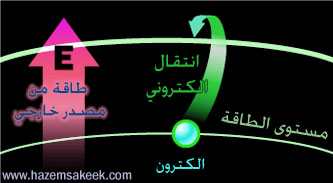 E
طاقة من
مصدر خارجي
انتقال
الكتروني
مستوى الطاقة
الكترون
www.hazemsakeek.com